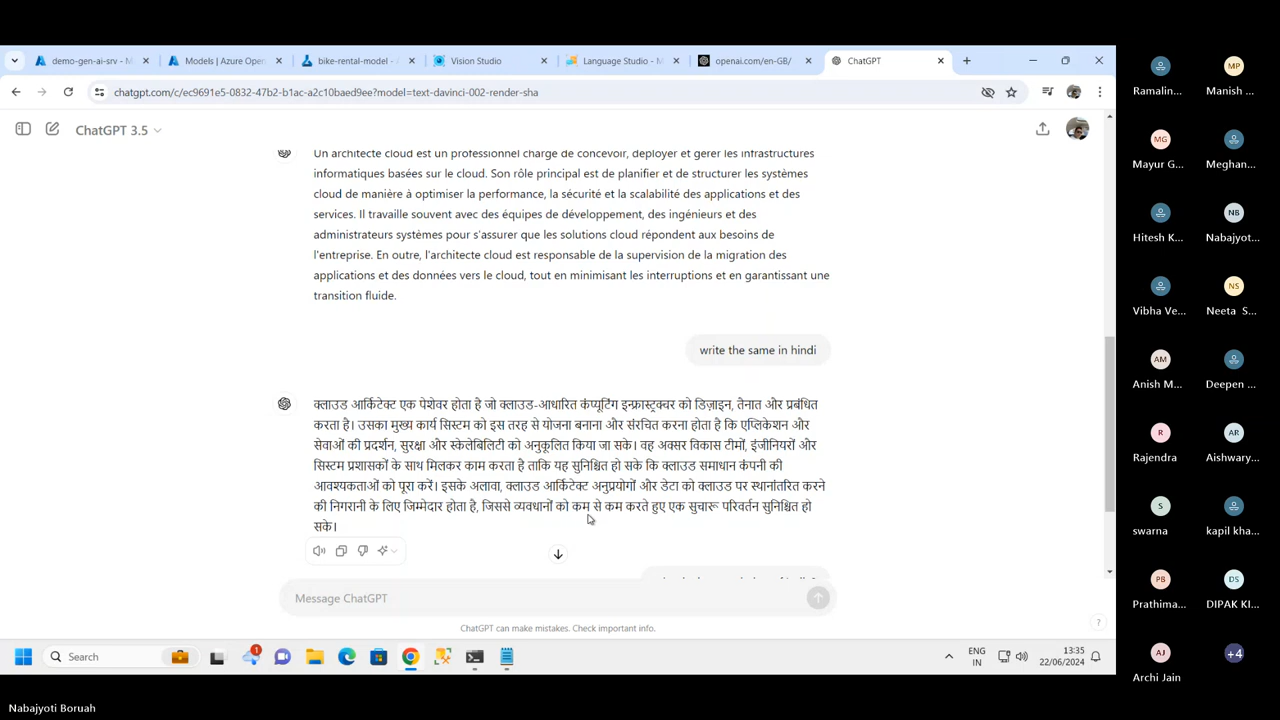 demo-gen-ai-srv - M
Models | Azure Open
bike-rental-model - A
Vision Studio
Language Studio - M
openai.com/en-GB/
ChatGPT
chatgpt.com/c/ec9691e5-0832-47b2-b1ac-a2c10baed9ee?model=text-davinci-002-render-sha
ChatGPT 3.5
Un architecte cloud est un professionnel chargé de concevoir, déployer et gérer les infrastructures
informatiques basées sur le cloud. Son rôle principal est de planifier et de structurer les systèmes
cloud de manière à optimiser la performance, la sécurité et la scalabilité des applications et des
services. Il travaille souvent avec des équipes de développement, des ingénieurs et des
administrateurs systèmes pour s'assurer que les solutions cloud répondent aux besoins de
l'entreprise. En outre, l'architecte cloud est responsable de la supervision de la migration des
applications et des données vers le cloud, tout en minimisant les interruptions et en garantissant une
transition fluide.
write the same in hindi
क्लाउड आर्किटेक्ट एक पेशेवर होता है जो क्लाउड-आधारित कंप्यूटिंग इन्फ्रास्ट्रक्चर को डिज़ाइन, तैनात और प्रबंधित
करता है। उसका मुख्य कार्य सिस्टम को इस तरह से योजना बनाना और संरचित करना होता है कि एप्लिकेशन और
सेवाओं की प्रदर्शन, सुरक्षा और स्केलेबिलिटी को अनुकूलित किया जा सके। वह अक्सर विकास टीमों, इंजीनियरों और
सिस्टम प्रशासकों के साथ मिलकर काम करता है ताकि यह सुनिश्चित हो सके कि क्लाउड समाधान कंपनी की
आवश्यकताओं को पूरा करें। इसके अलावा, क्लाउड आर्किटेक्ट अनुप्रयोगों और डेटा को क्लाउड पर स्थानांतरित करने
की निगरानी के लिए जिम्मेदार होता है, जिससे व्यवधानों को कम से कम करते हुए एक सुचारू परिवर्तन सुनिश्चित हो
सके।
Message ChatGPT
ChatGPT can make mistakes. Check important info.
?
Search
1
ENG
IN
13:35
22/06/2024
Ramalin...
MP
Manish ...
MG
Mayur G...
Meghan...
Hitesh K...
NB
Nabajyot...
Vibha Ve...
NS
Neeta S...
AM
Anish M...
Deepen ...
R
Rajendra
AR
Aishwary...
S
swarna
kapil kha...
PB
Prathima...
DS
DIPAK KI...
AJ
Archi Jain
+4
Nabajyoti Boruah